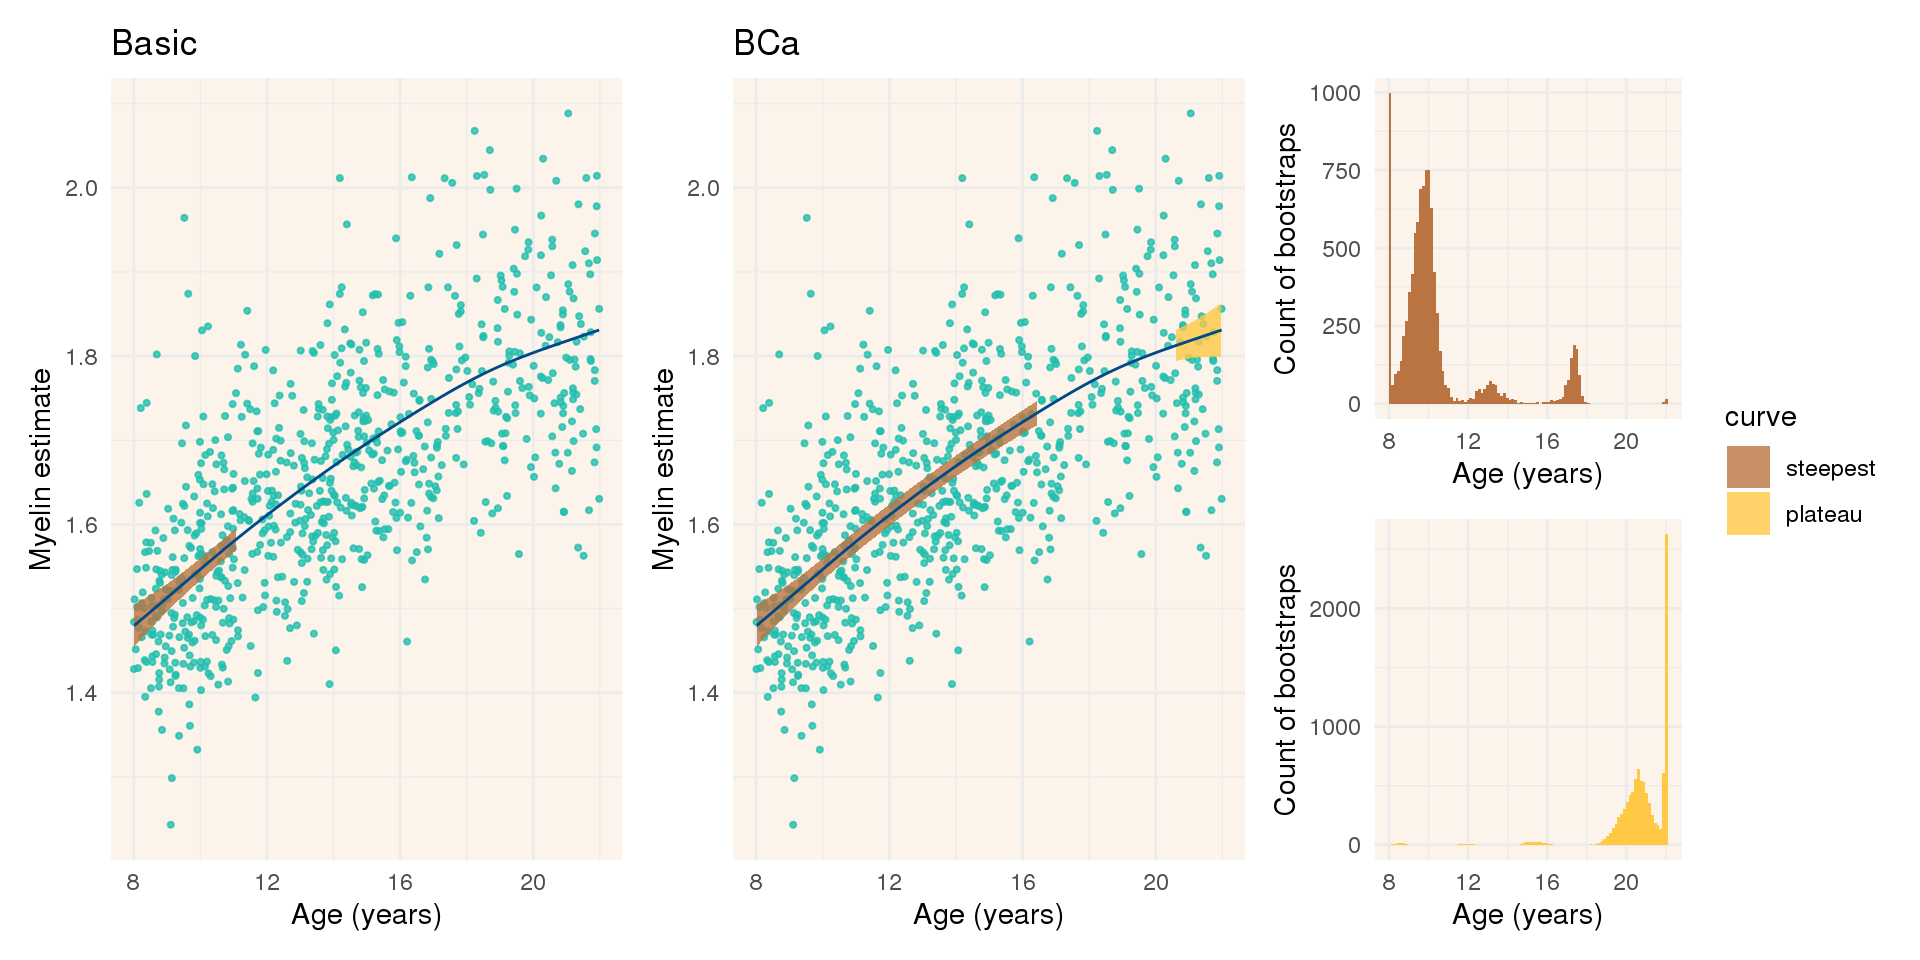 Basic
Myelin estimate
2.0
1.8
1.6
1.4
8 12 16 20
Age (years)
BCa
Myelin estimate
2.0
1.8
1.6
1.4
8 12 16 20
Age (years)
Count of bootstraps
1000
750
500
250
0
8 12 16 20
Age (years)
Count of bootstraps
2000
1000
0
8 12 16 20
Age (years)
curve
steepest
plateau